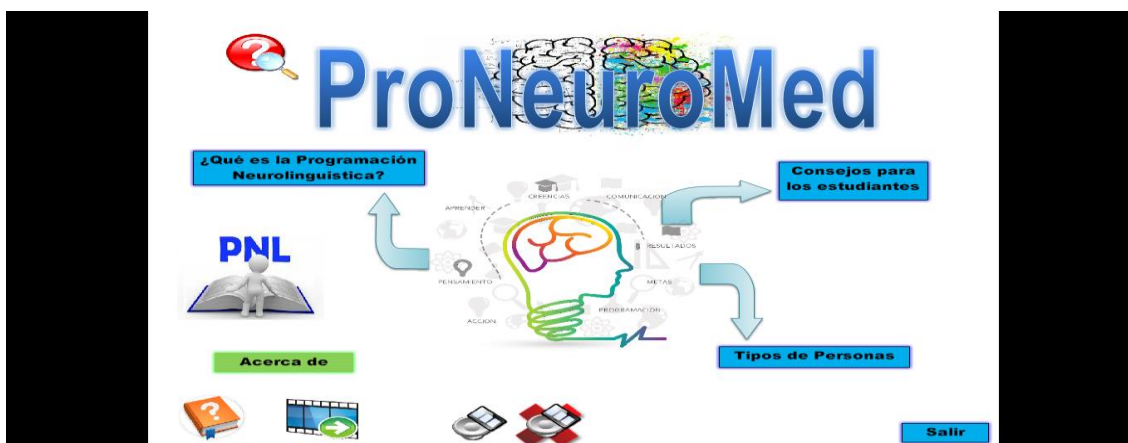 ProNeuroMed
¿Qué es la Programación
Neurolinguistica?
Consejos para
los estudiantes
CREENCIAS
COMUNICACIÓN
APRENDER
RESULTADOS
PENSAMIENTO
METAS
PROGRAMACIÓN
ACCIÓN
PNL
Tipos de Personas
Acerca de
Salir